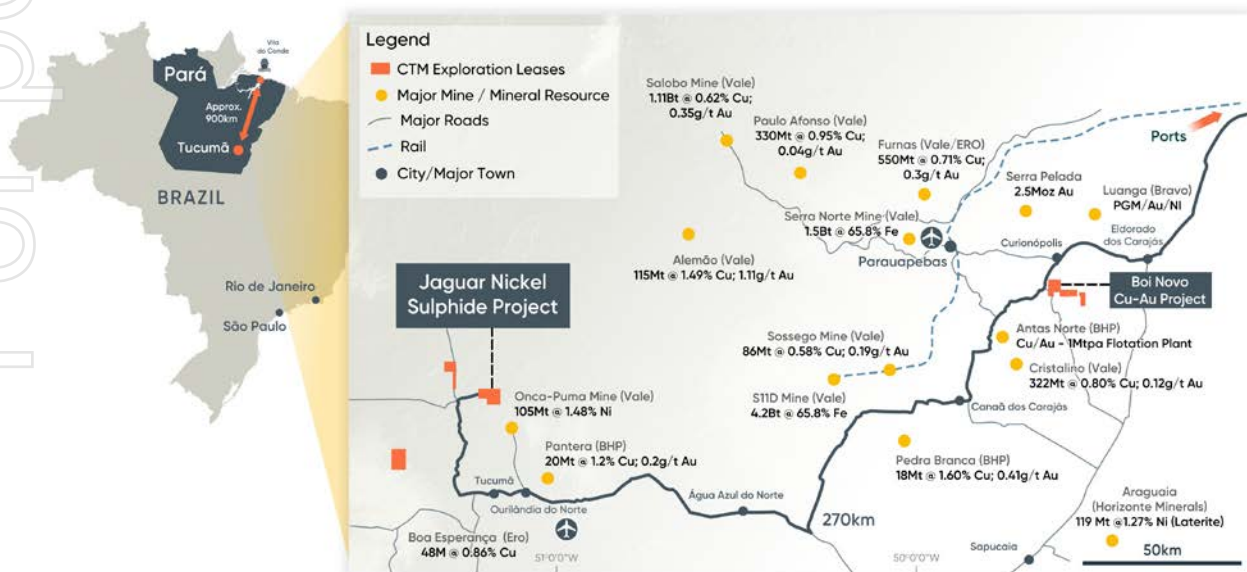 Pará
Vila
do Conde
Approx.
900km
Tucumã
BRAZIL
Rio de Janeiro
São Paulo
Legend
CTM Exploration Leases
Major Mine / Mineral Resource
Major Roads
Rail
City/Major Town
Salobo Mine (Vale)
1.11Bt @ 0.62% Cu;
0.35g/t Au
Paulo Afonso (Vale)
330Mt @ 0.95% Cu;
0.04g/t Au
Furnas (Vale/ERO)
550Mt @ 0.71% Cu;
0.3g/t Au
Ports
Serra Pelada
2.5Moz Au
Luanga (Bravo)
PGM/Au/NI
Serra Norte Mine (Vale)
1.5Bt @ 65.8% Fe
Parauapebas
Curionópolis
Eldorado
dos Carajás
Alemão (Vale)
115Mt @ 1.49% Cu; 1.11g/t Au
Jaguar Nickel
Sulphide Project
Boi Novo
Cu-Au Project
Antas Norte (BHP)
Cu/Au - 1Mtpa Flotation Plant
Sossego Mine (Vale)
86Mt @ 0.58% Cu; 0.19g/t Au
Cristalino (Vale)
322Mt @ 0.80% Cu; 0.12g/t Au
S11D Mine (Vale)
4.2Bt @ 65.8% Fe
Canaã dos Carajás
Onca-Puma Mine (Vale)
105Mt @ 1.48% Ni
Pantera (BHP)
20Mt @ 1.2% Cu; 0.2g/t Au
Pedra Branca (BHP)
18Mt @ 1.60% Cu; 0.41g/t Au
Tucumã
Ourilândia do Norte
Água Azul do Norte
270km
Araguaia
(Horizonte Minerals)
119 Mt @1.27% Ni (Laterite)
Boa Esperança (Ero)
48M @ 0.86% Cu
51°0'0"W
50°0'0"W
Sapucaia
50km